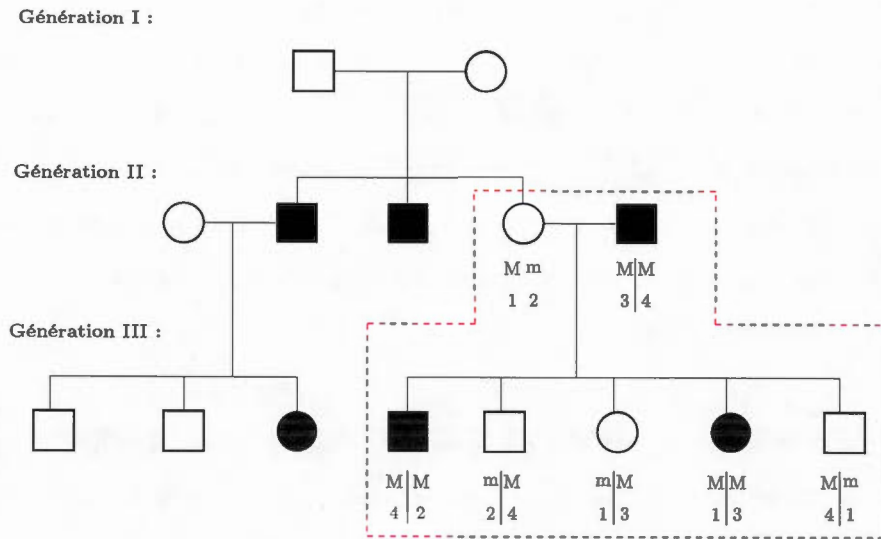 Génération I :
Génération II :
M m M M
1 2 3 4
Génération III :
M M m M m M M M M m
4 2 2 4 1 3 1 3 4 1